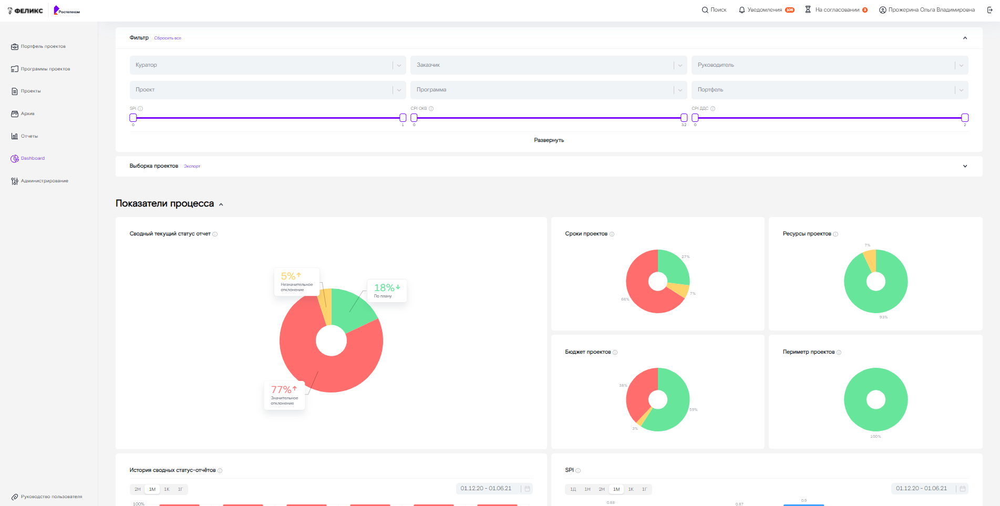 ФЕЛИКС
Ростелеком
Поиск
Уведомления 106
На согласовании 3
Прожерина Ольга Владимировна
Портфель проектов
Программы проектов
Проекты
Архив
Отчеты
Dashboard
Администрирование
Руководство пользователя
Фильтр Сбросить все
Куратор
Заказчик
Руководитель
Проект
Программа
Портфель
SPI
0 1
CPI ОКВ
0 3.2
CPI ДДС
0 2
Развернуть
Выборка проектов Экспорт
Показатели процесса
Сводный текущий статус отчет
5%↑
Незначительное
отклонение
18%↓
По плану
77%↑
Значительное
отклонение
Сроки проектов
27%
7%
66%
Ресурсы проектов
7%
93%
Бюджет проектов
38%
59%
3%
Периметр проектов
100%
История сводных статус-отчётов
2Н 1М 1К 1Г
01.12.20 - 01.06.21
100%
SPI
1Д 1Н 2Н 1М 1К 1Г
01.12.20 - 01.06.21
0.88
0.87
0.9